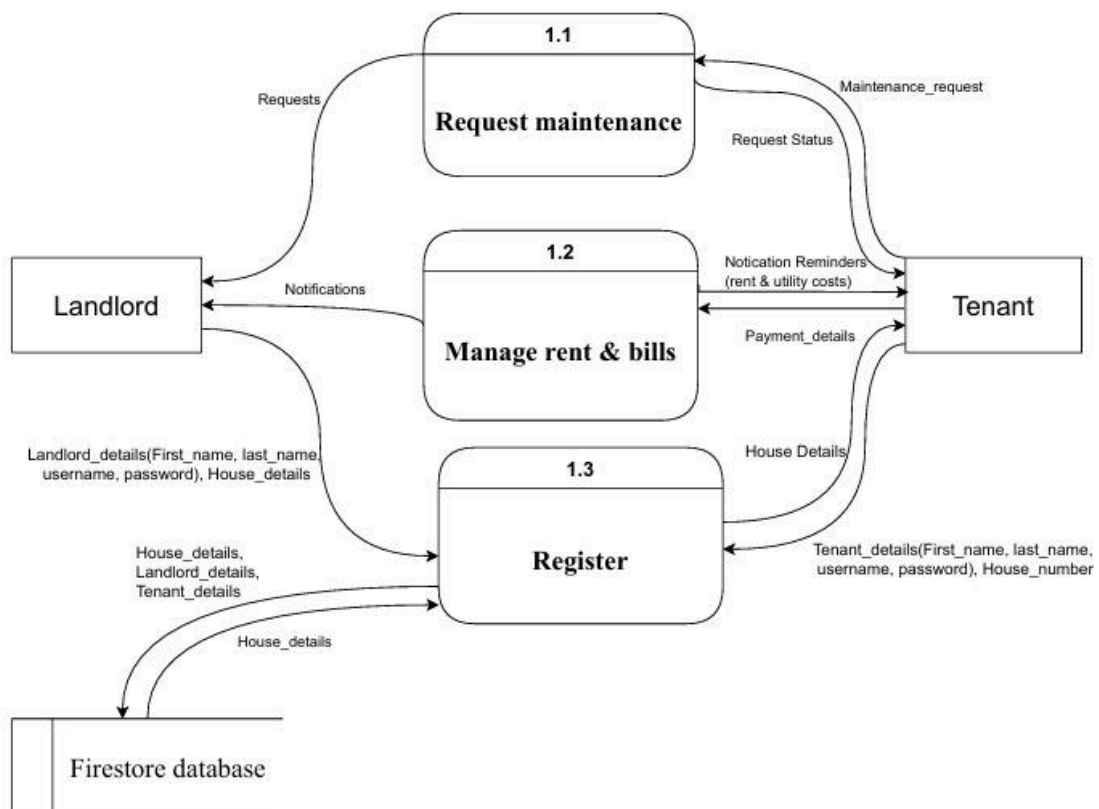 1.1
Request maintenance
Requests
Maintenance_request
Request Status
1.2
Manage rent & bills
Landlord
Notifications
Notication Reminders
(rent & utility costs)
Tenant
Payment_details
Landlord_details(First_name, last_name,
username, password), House_details
House Details
1.3
Register
Tenant_details(First_name, last_name,
username, password), House_number
House_details,
Landlord_details,
Tenant_details
House_details
Firestore database